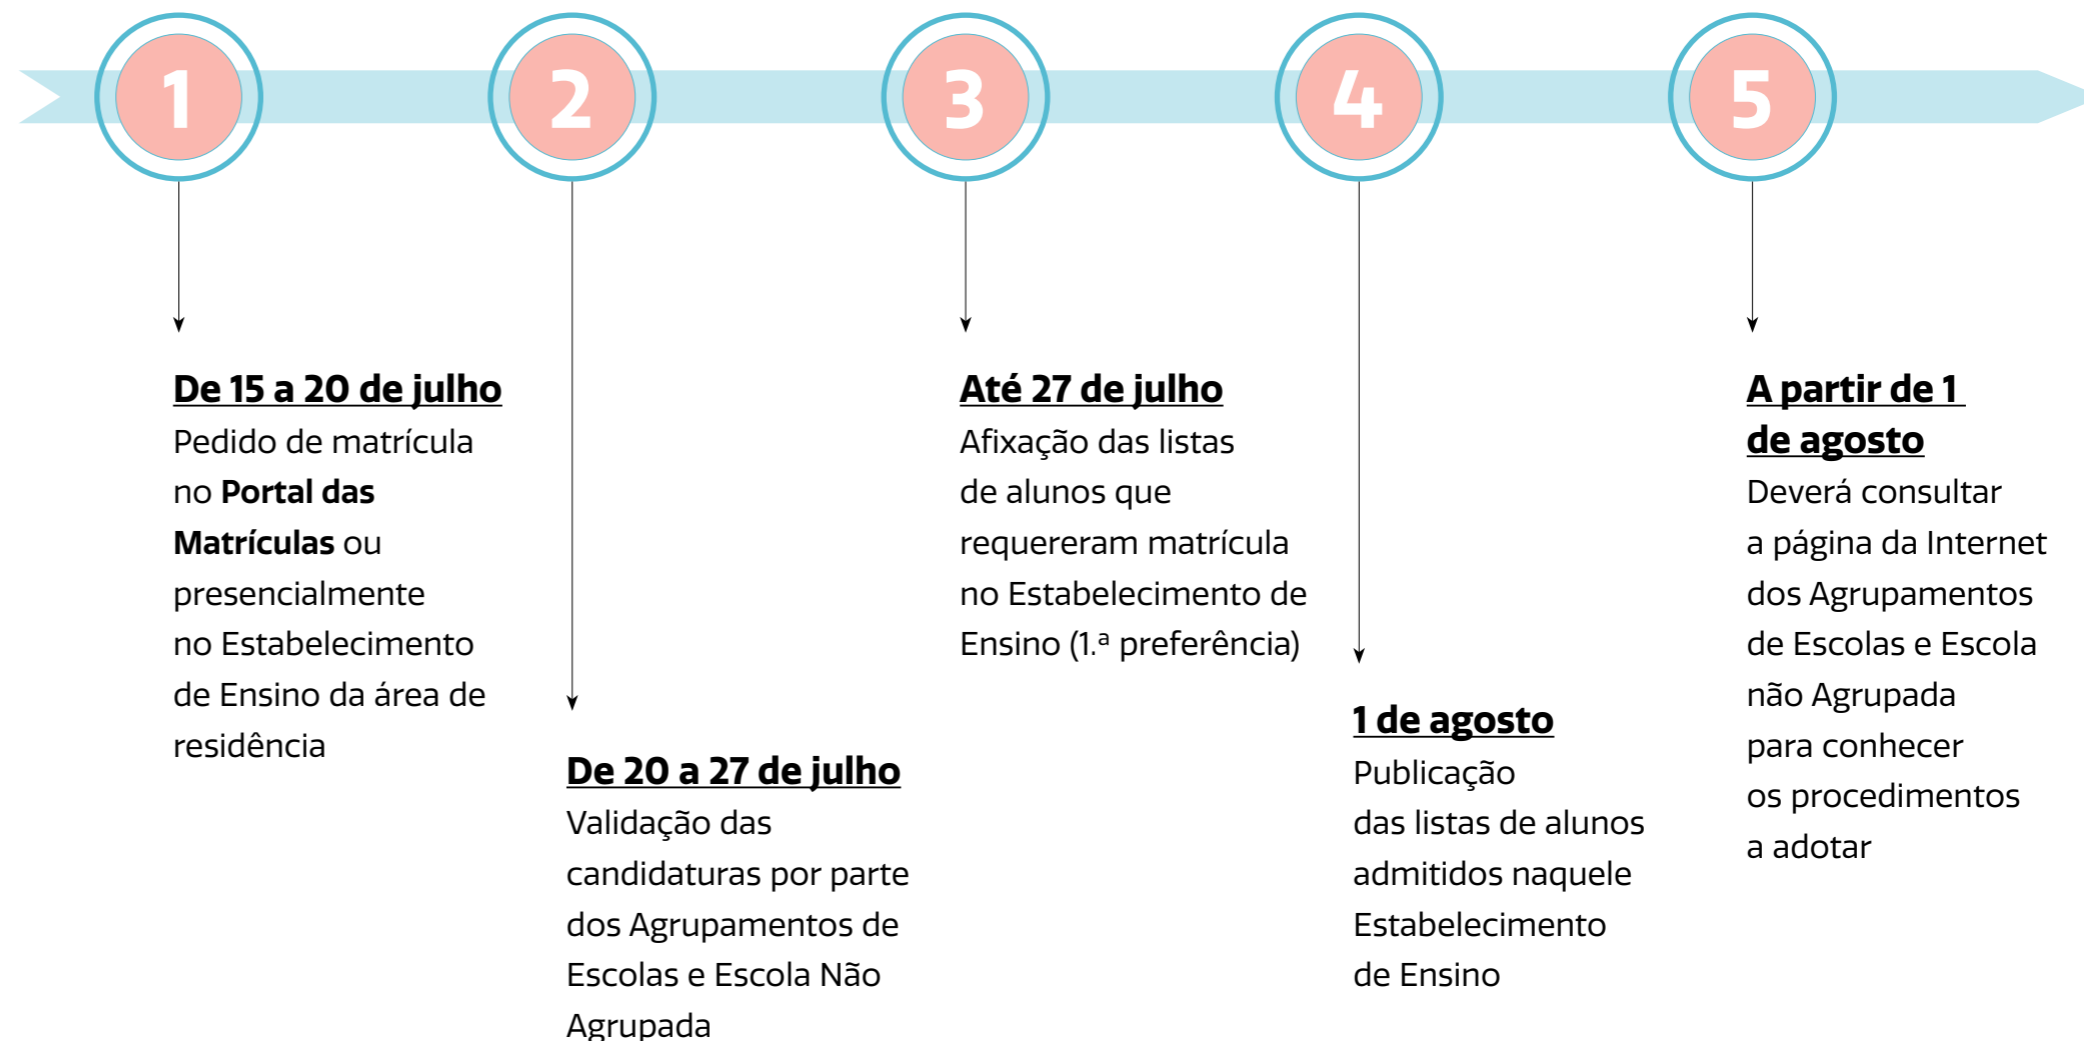 1
2
3
4
5
De 15 a 20 de julho
Pedido de matrícula
no Portal das
Matrículas ou
presencialmente
no Estabelecimento
de Ensino da área de
residência
De 20 a 27 de julho
Validação das
candidaturas por parte
dos Agrupamentos de
Escolas e Escola Não
Agrupada
Até 27 de julho
Afixação das listas
de alunos que
requereram matrícula
no Estabelecimento de
Ensino (1.ª preferência)
1 de agosto
Publicação
das listas de alunos
admitidos naquele
Estabelecimento
de Ensino
A partir de 1
de agosto
Deverá consultar
a página da Internet
dos Agrupamentos
de Escolas e Escola
não Agrupada
para conhecer
os procedimentos
a adotar